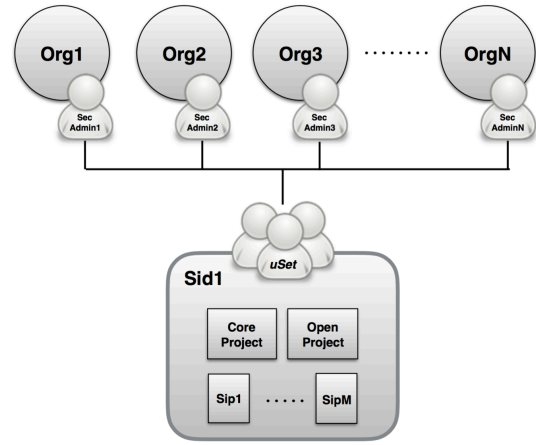 Org1 Org2 Org3 ........ OrgN
Sec Sec Sec Sec
Admin1 Admin2 Admin3 AdminN
uSet
Sid1
Core Open
Project Project
Sip1 ..... SipM